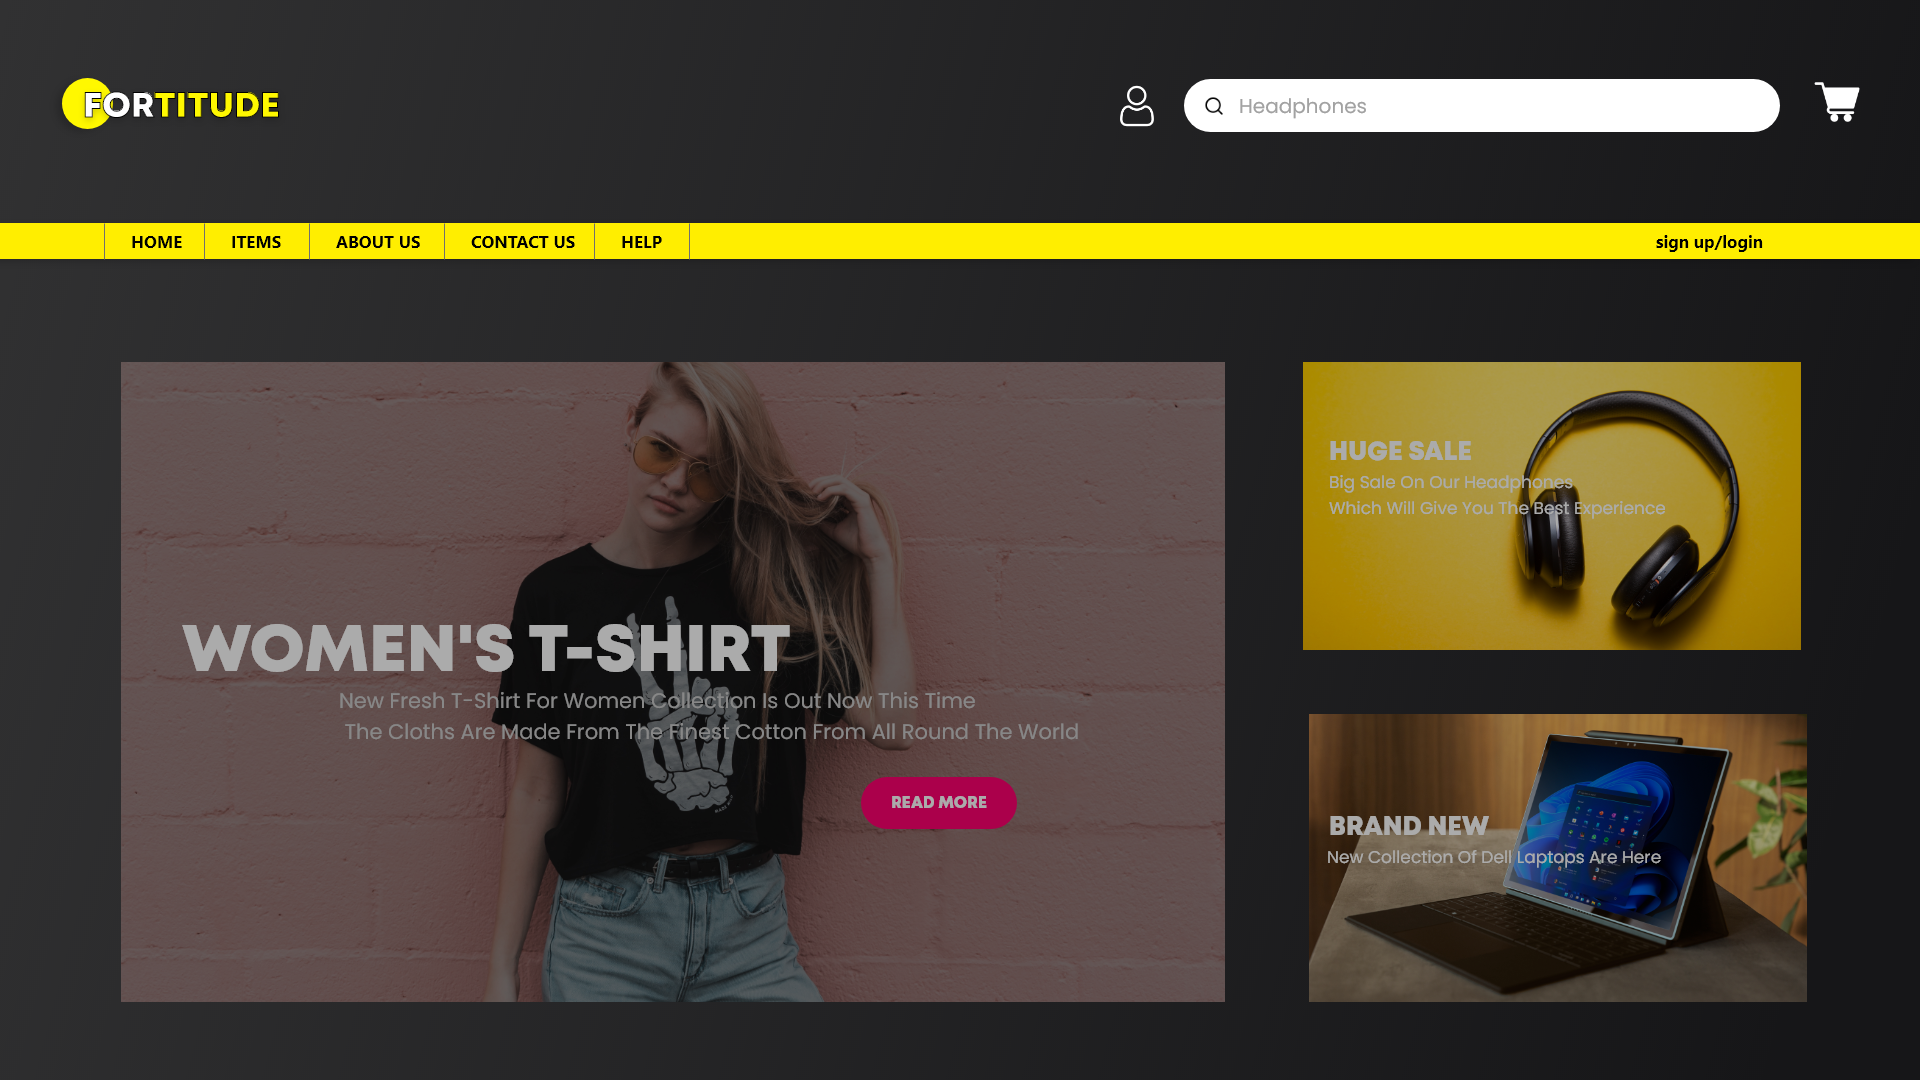 FORTITUDE
Headphones
HOME
ITEMS
ABOUT US
CONTACT US
HELP
sign up/login
WOMEN'S T-SHIRT
New Fresh T-Shirt For Women Collection Is Out Now This Time
The Cloths Are Made From The Finest Cotton From All Round The World
READ MORE
HUGE SALE
Big Sale On Our Headphones
Which Will Give You The Best Experience
BRAND NEW
New Collection Of Dell Laptops Are Here